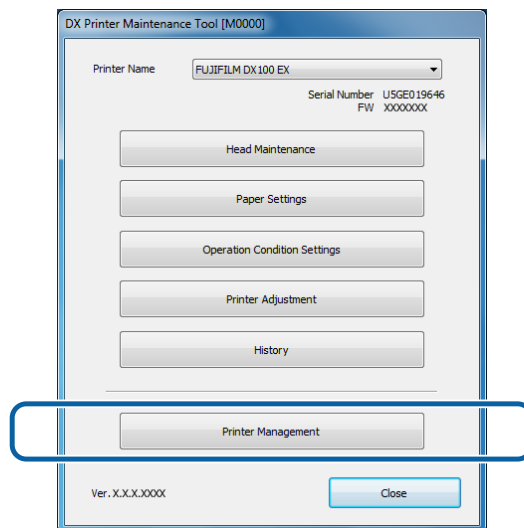 DX Printer Maintenance Tool [M0000]
Printer Name FUJIFILM DX100 EX
Serial Number U5GE019646
FW XXXXXXX
Head Maintenance
Paper Settings
Operation Condition Settings
Printer Adjustment
History
Printer Management
Ver. X.X.X.XXXX Close